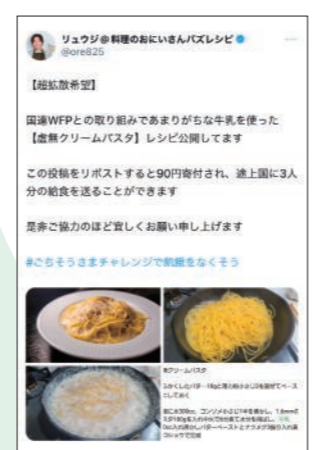 リュウジ@料理のおにいさんバズレシピ
@ore825
【超拡散希望】
国連WFPとの取り組みであまりがちな牛乳を使った
【虚無クリームパスタ】レシピ公開してます
この投稿をリポストすると90円寄付され、途上国に3人
分の給食を送ることができます
是非ご協力のほど宜しくお願い申し上げます
#ごちそうさまチャレンジで飢餓をなくそう
クリームパスタ